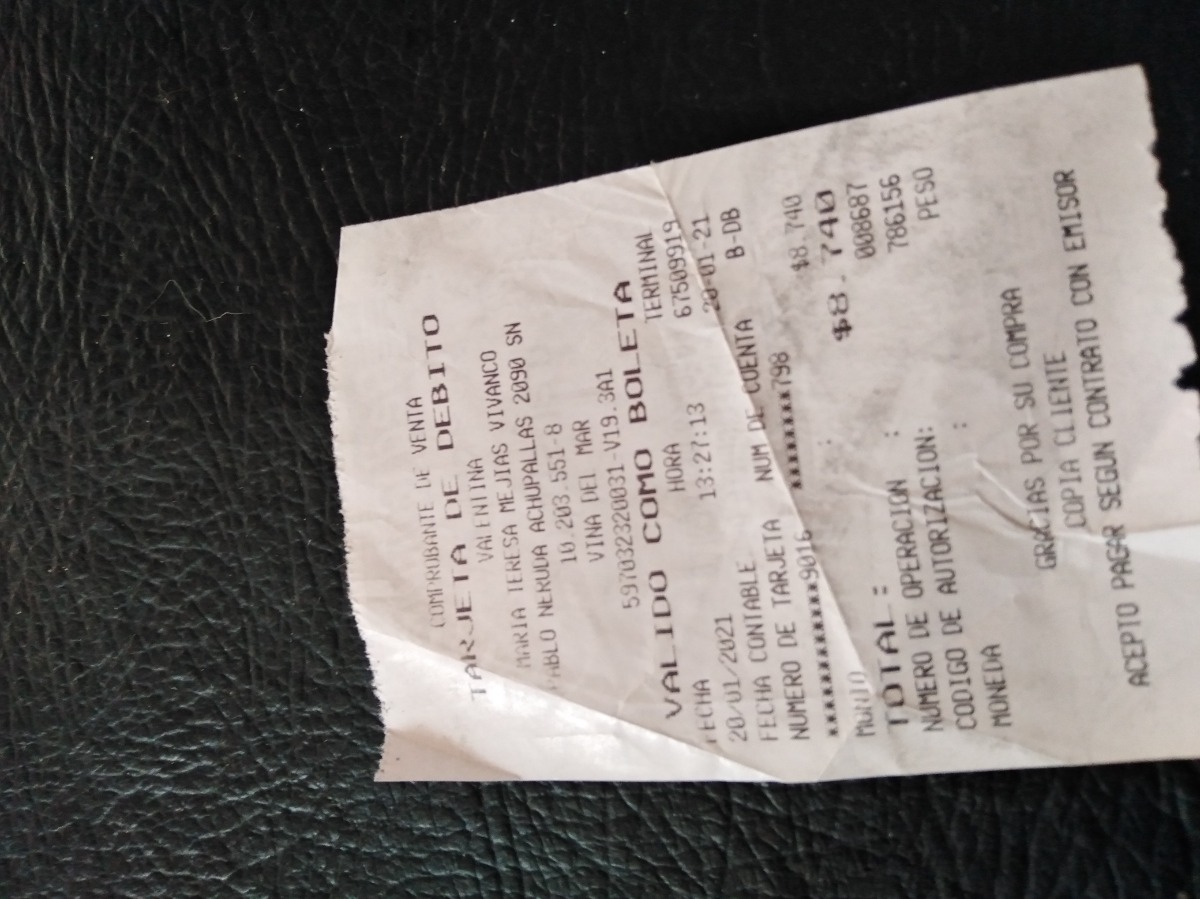 COMPROBANTE DE VENTA
TARJETA DE DEBITO
VALENTINA
MARIA TERESA MEJIAS VIVANCO
PABLO NERUDA ACHUPALLAS 2090 SN
10.203.551-8
VINA DEL MAR
597032320031-V19.3A1
VALIDO COMO BOLETA
FECHA HORA TERMINAL
20/01/2021 13:27:13 67509919
FECHA CONTABLE 20-01-21
NUMERO DE TARJETA NUM DE CUENTA B-DB
************9016 *******798
MONTO : $8.740
TOTAL: $8.740
NUMERO DE OPERACION : 008687
CODIGO DE AUTORIZACION: 786156
MONEDA : PESO
GRACIAS POR SU COMPRA
COPIA CLIENTE
ACEPTO PAGAR SEGUN CONTRATO CON EMISOR